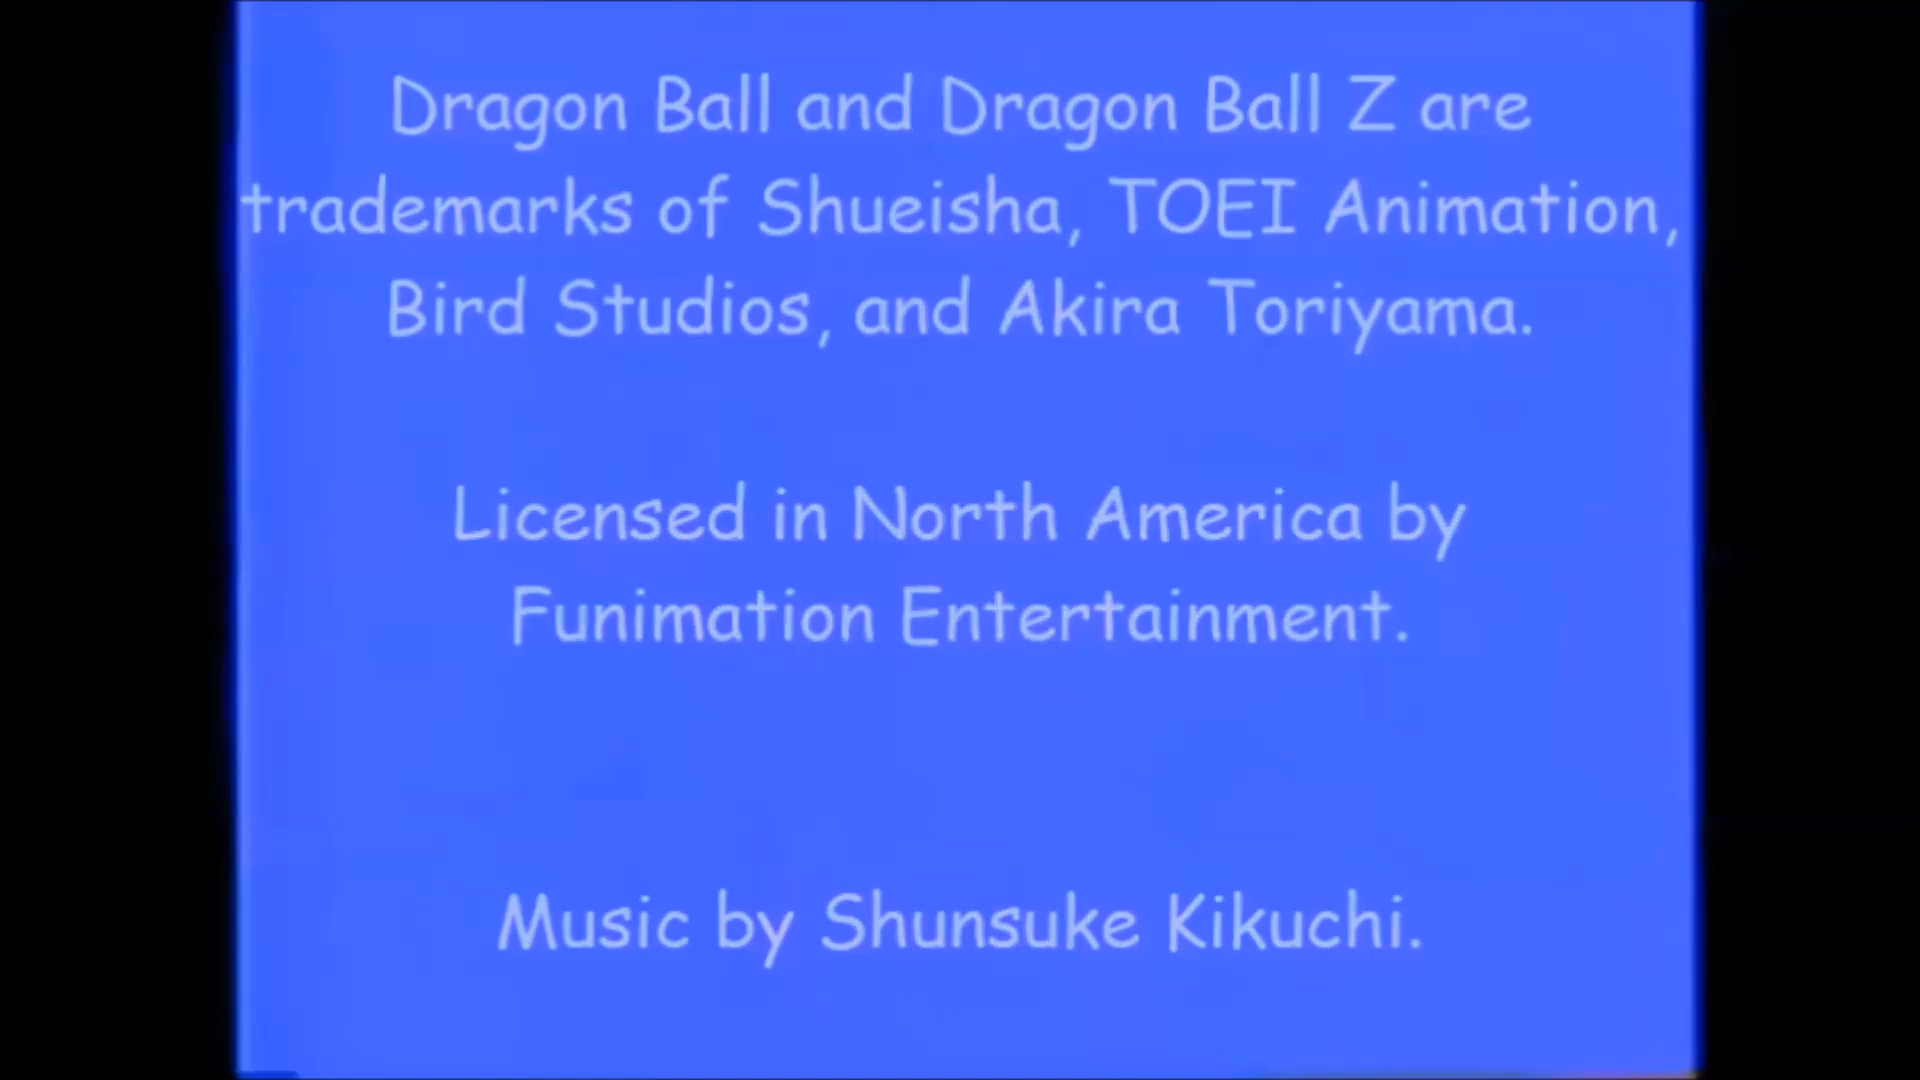 Dragon Ball and Dragon Ball Z are
trademarks of Shueisha, TOEI Animation,
Bird Studios, and Akira Toriyama.
Licensed in North America by
Funimation Entertainment.
Music by Shunsuke Kikuchi.